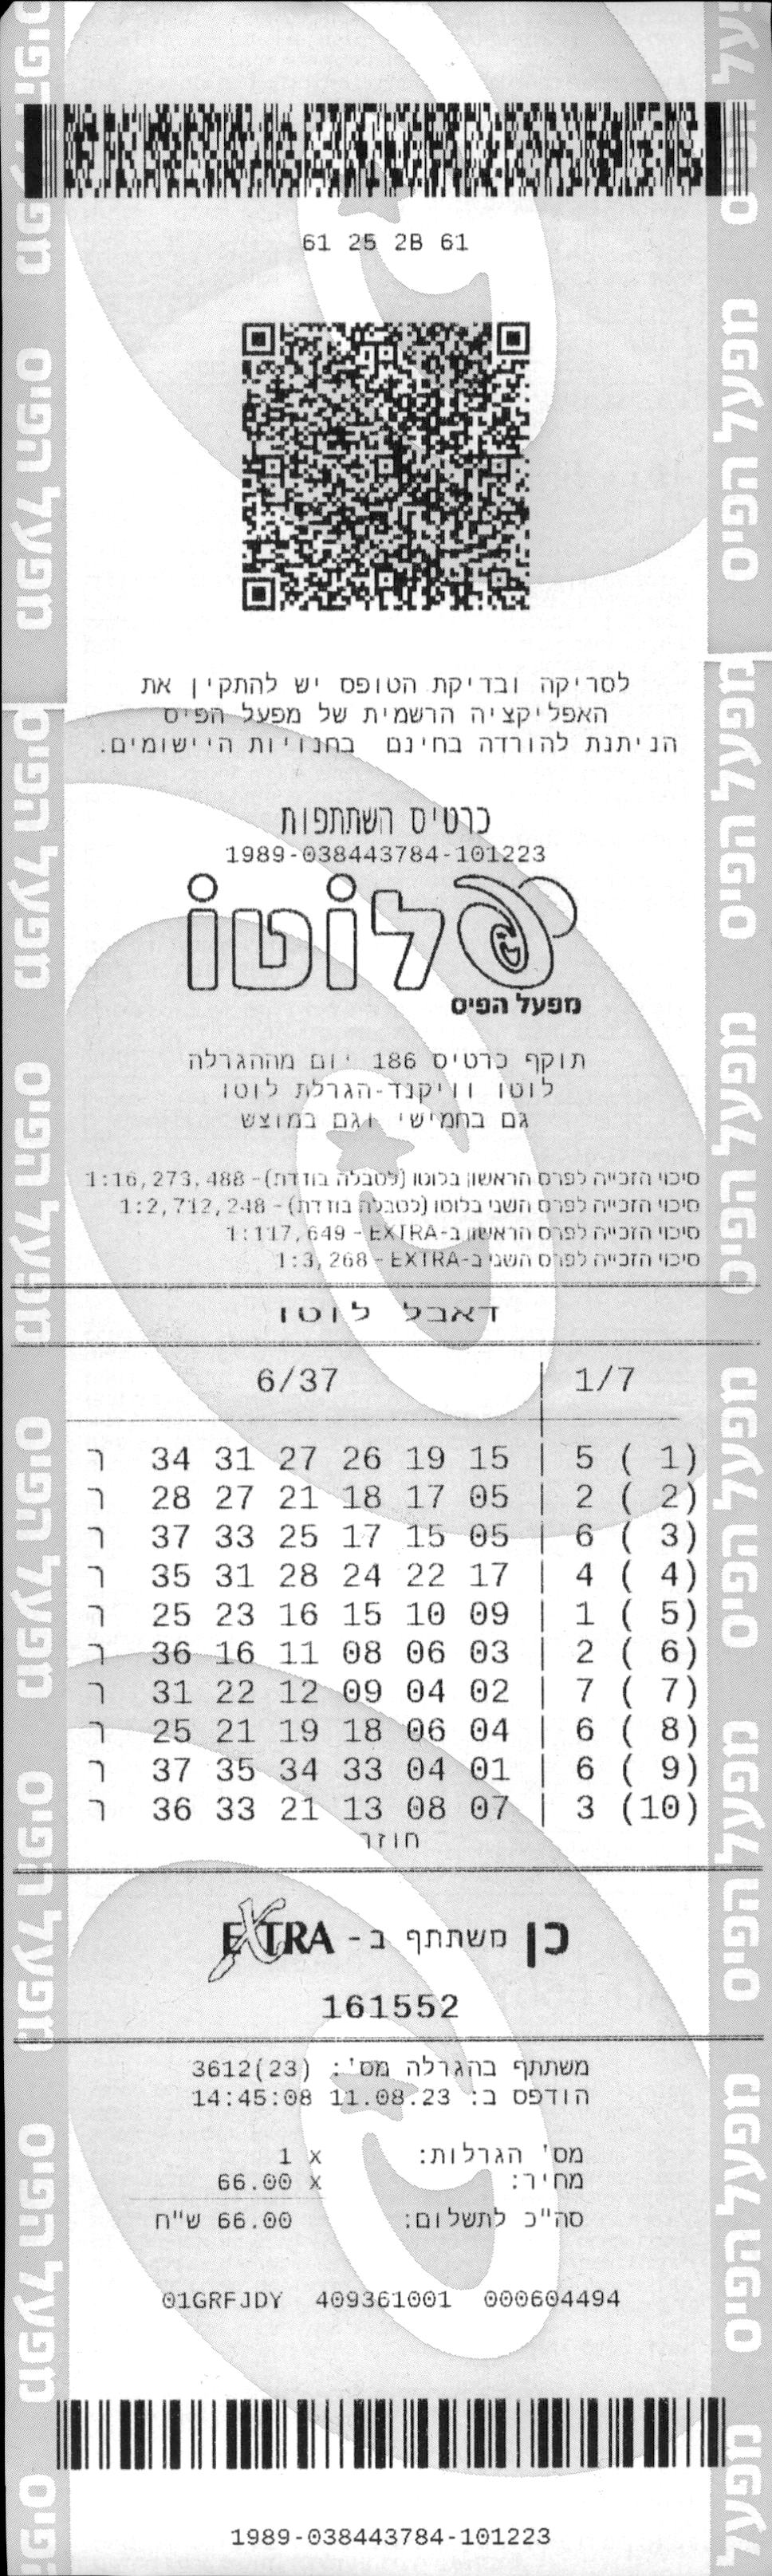 61 25 2B 61
לסריקה ובדיקת הטופס יש להתקין את
האפליקציה הרשמית של מפעל הפיס
הניתנת להורדה בחינם בחנויות היישומים.
כרטיס השתתפות
1989-038443784-101223
לוטו
מפעל הפיס
תוקף כרטיס 186 יום מההגרלה
לוטו וויקנד-הגרלת לוטו
גם בחמישי וגם במוצש
סיכוי הזכייה לפרס הראשון בלוטו (לטבלה בודדת)- 1:16,273,488
סיכוי הזכייה לפרס השני בלוטו (לטבלה בודדת)- 1:2,712,248
סיכוי הזכייה לפרס הראשון ב-EXTRA - 1:117,649
סיכוי הזכייה לפרס השני ב-EXTRA - 1:3,268
דאבל לוטו
6/37 | 1/7
ר 34 31 27 26 19 15 | 5 ( 1)
ר 28 27 21 18 17 05 | 2 ( 2)
ר 37 33 25 17 15 05 | 6 ( 3)
ר 35 31 28 24 22 17 | 4 ( 4)
ר 25 23 16 15 10 09 | 1 ( 5)
ר 36 16 11 08 06 03 | 2 ( 6)
ר 31 22 12 09 04 02 | 7 ( 7)
ר 25 21 19 18 06 04 | 6 ( 8)
ר 37 35 34 33 04 01 | 6 ( 9)
ר 36 33 21 13 08 07 | 3 (10)
חוזר
כן משתתף ב- EXTRA
161552
משתתף בהגרלה מס': 3612(23)
הודפס ב: 11.08.23 14:45:08
מס' הגרלות: x 1
מחיר: x 66.00
סה"כ לתשלום: 66.00 ש"ח
01GRFJDY 409361001 000604494
1989-038443784-101223
מפעל הפיס